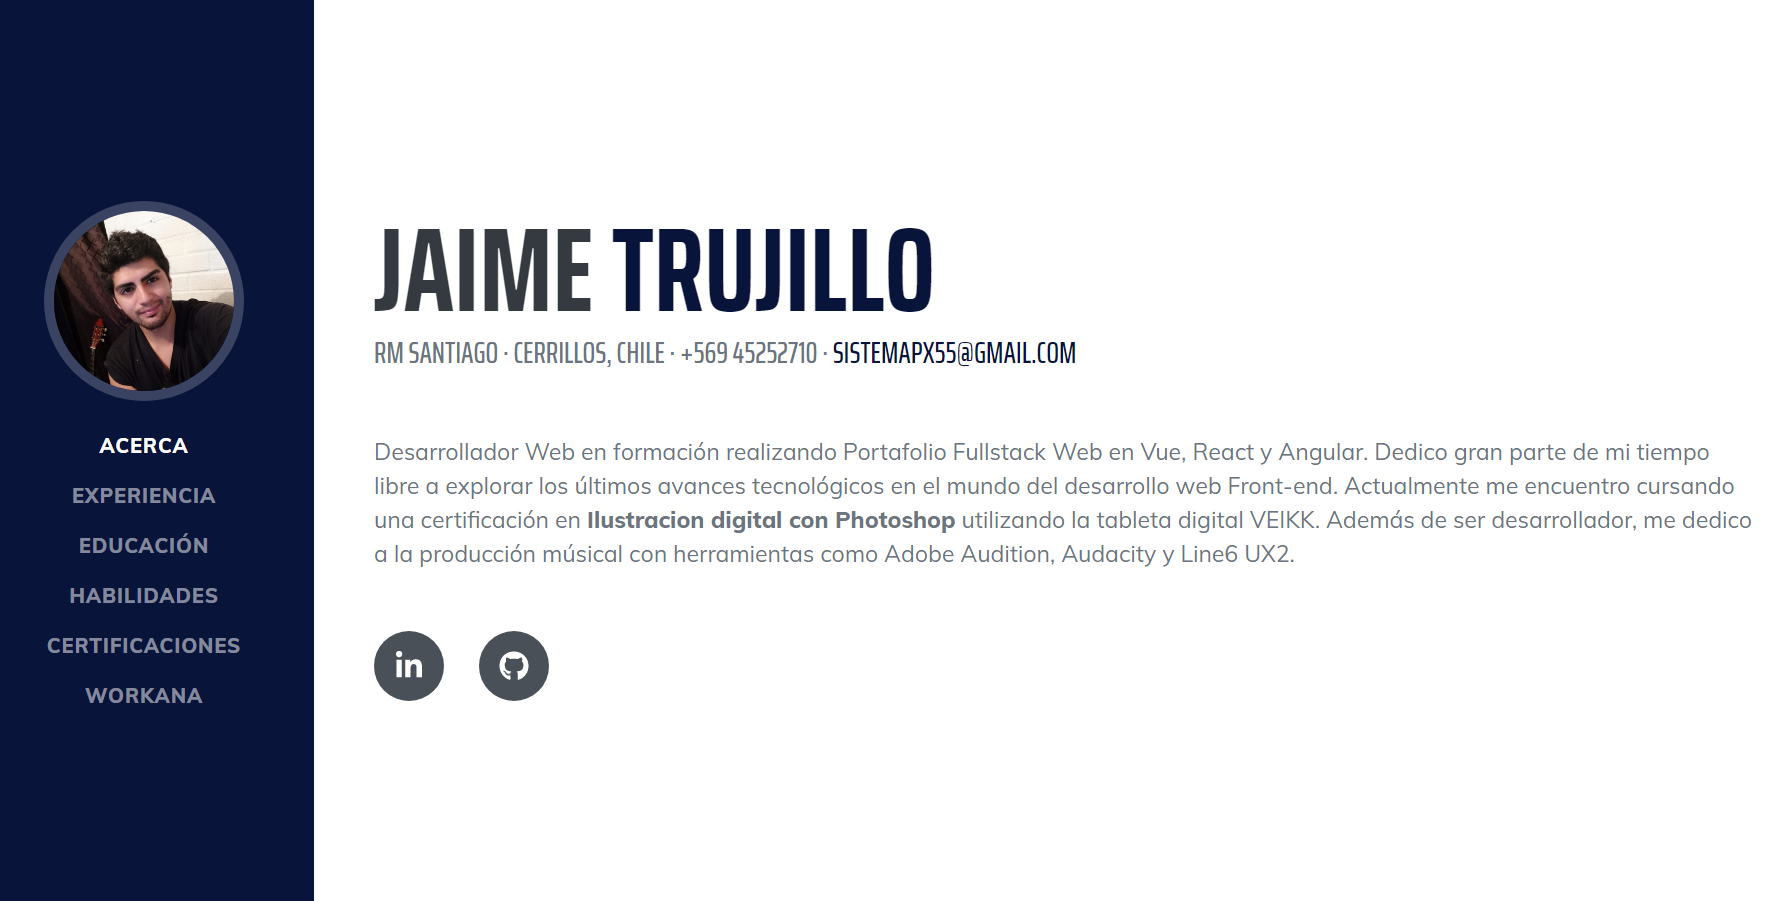 ACERCA
EXPERIENCIA
EDUCACIÓN
HABILIDADES
CERTIFICACIONES
WORKANA
JAIME TRUJILLO
RM SANTIAGO · CERRILLOS, CHILE · +569 45252710 · SISTEMAPX55@GMAIL.COM
Desarrollador Web en formación realizando Portafolio Fullstack Web en Vue, React y Angular. Dedico gran parte de mi tiempo
libre a explorar los últimos avances tecnológicos en el mundo del desarrollo web Front-end. Actualmente me encuentro cursando
una certificación en Ilustracion digital con Photoshop utilizando la tableta digital VEIKK. Además de ser desarrollador, me dedico
a la producción músical con herramientas como Adobe Audition, Audacity y Line6 UX2.
in